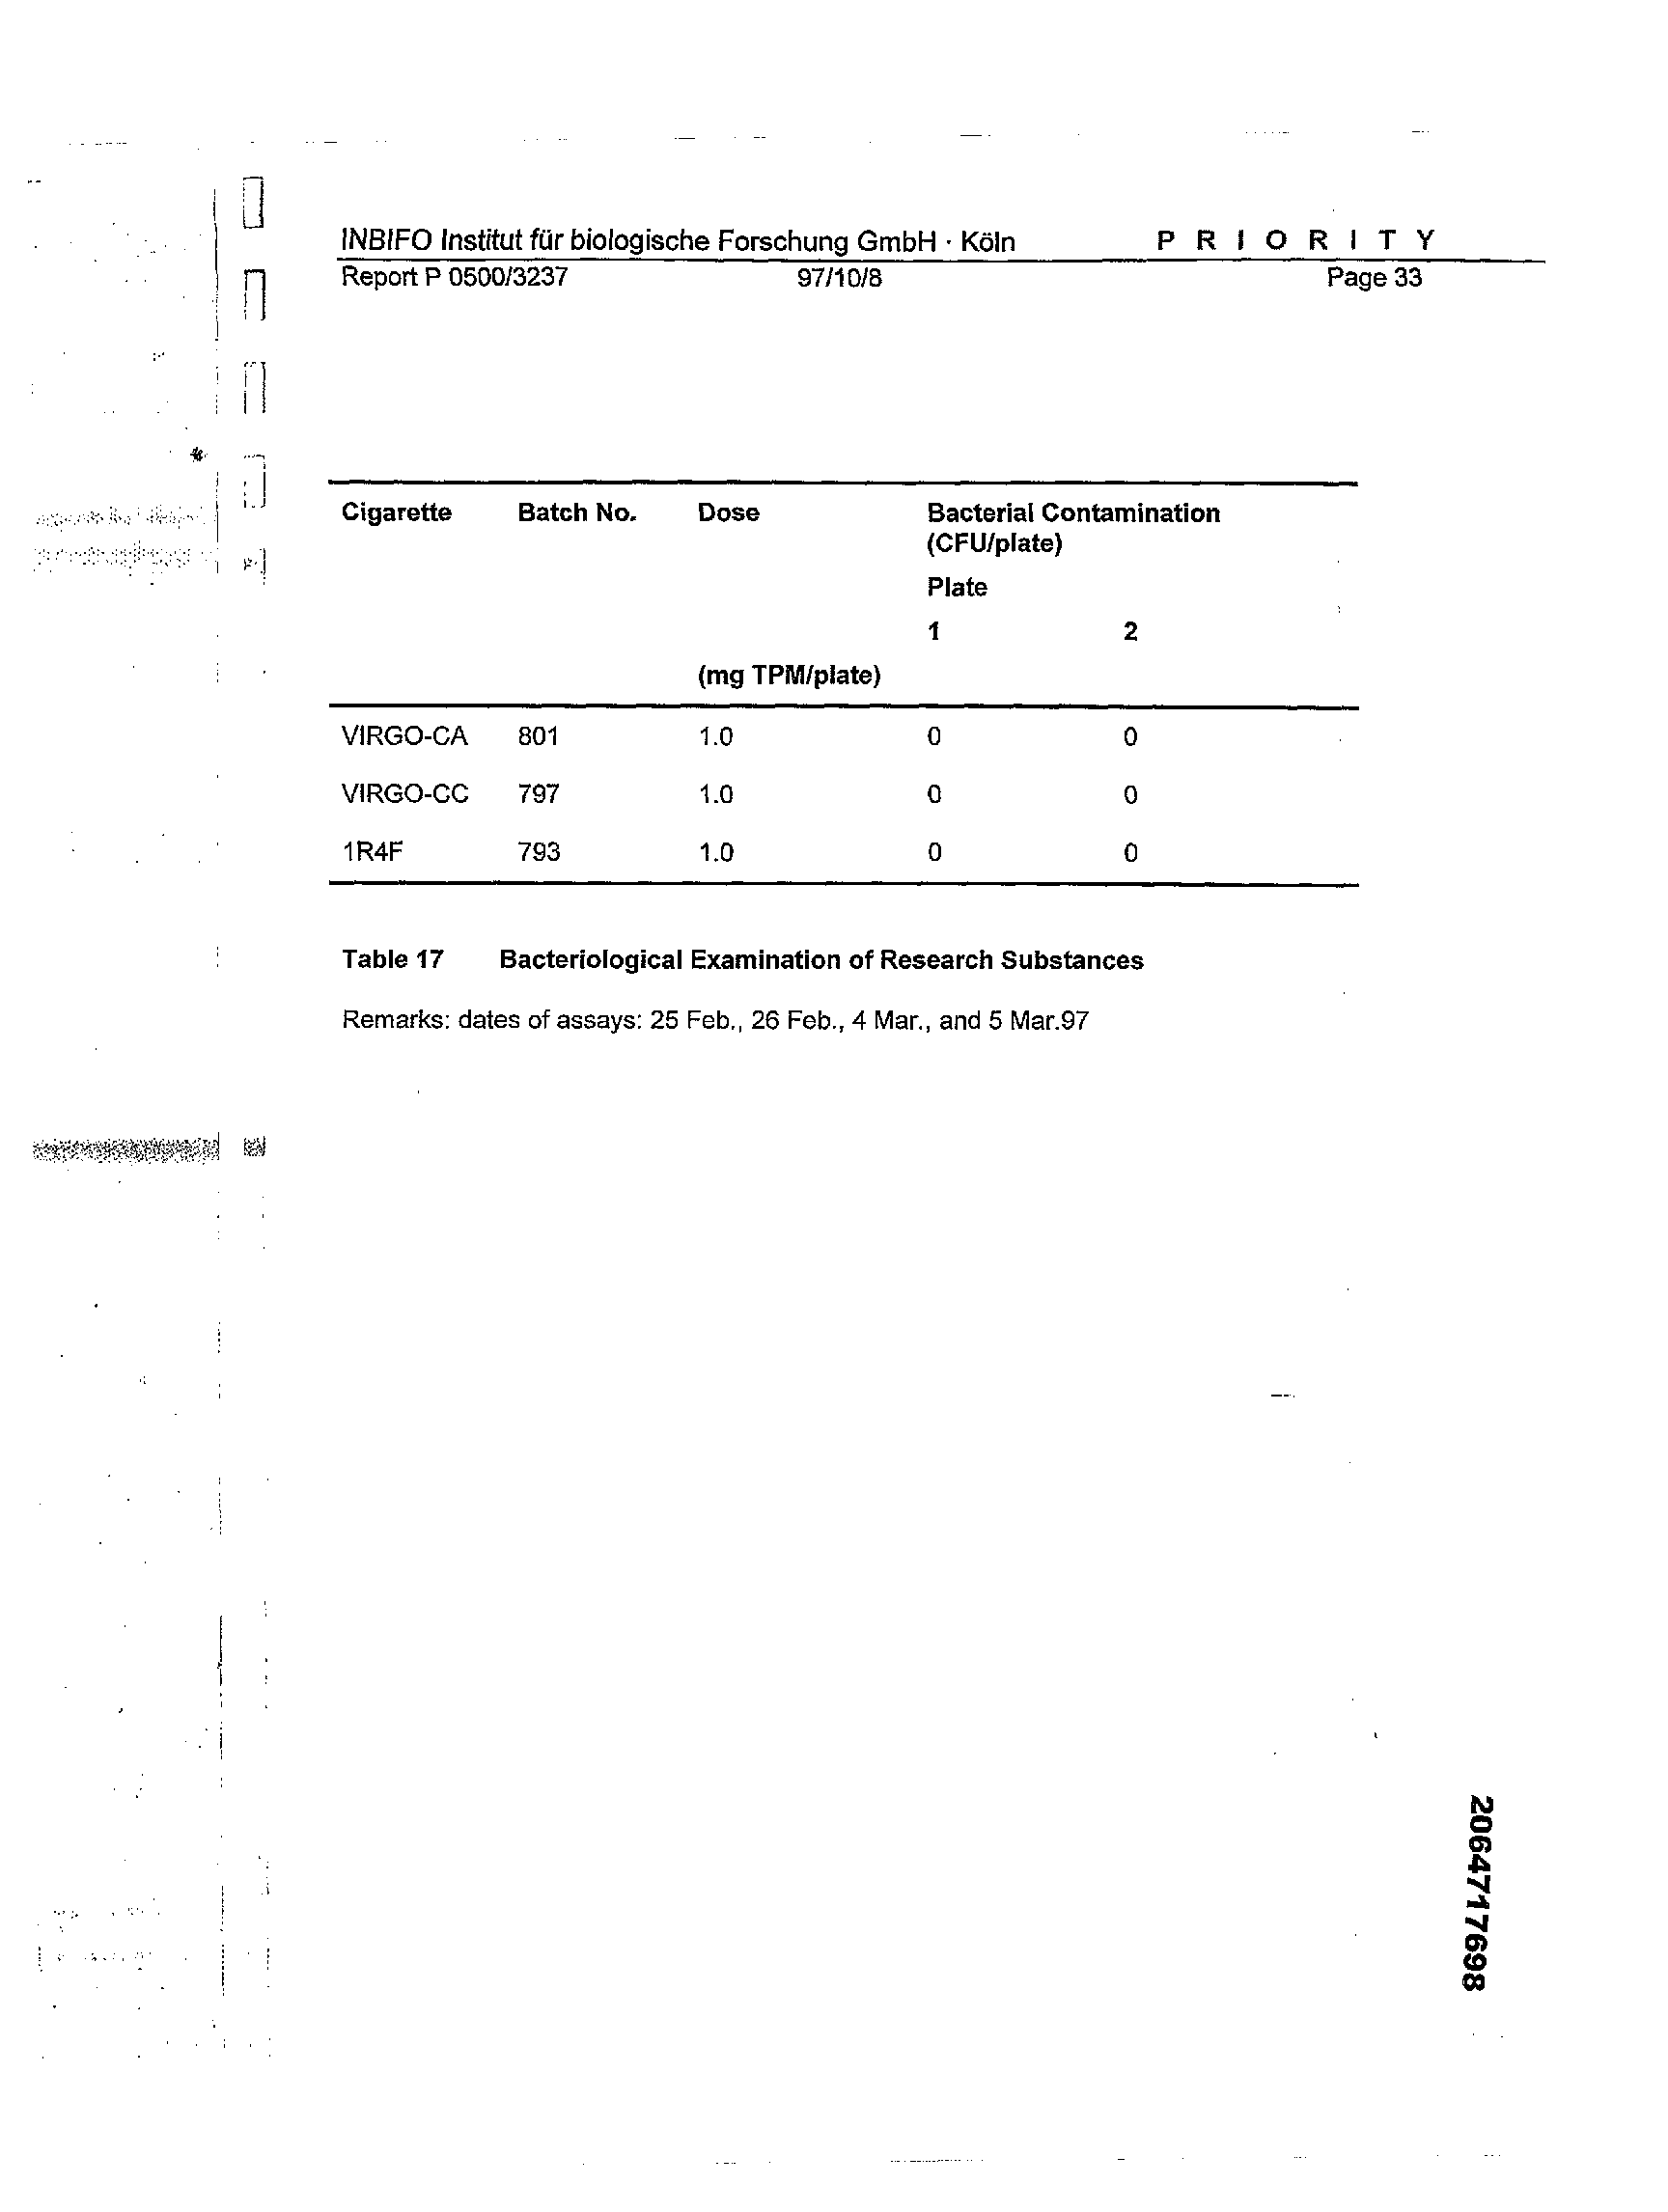 INBIFO Institut für biologische Forschung GmbH · Köln P R I O R I T Y
Report P 0500/3237 97/10/8 Page 33
Cigarette Batch No. Dose Bacterial Contamination
(CFU/plate)
Plate
1 2
(mg TPM/plate)
VIRGO-CA 801 1.0 0 0
VIRGO-CC 797 1.0 0 0
1R4F 793 1.0 0 0
Table 17 Bacteriological Examination of Research Substances
Remarks: dates of assays: 25 Feb., 26 Feb., 4 Mar., and 5 Mar.97
2064717698